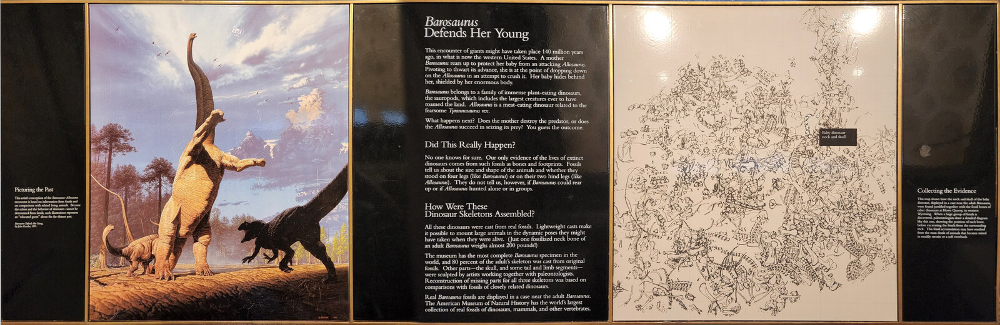 Picturing the Past
This artist's conception of the Barosaurus-Allosaurus
encounter is based on information from fossils and
on comparisons with related living animals. Because
the colors and the behavior of dinosaurs cannot be
determined from fossils, such illustrations represent
an "educated guess" about the far-distant past.
Barosaurus Defends Her Young,
by John Gurche, 1991.
Barosaurus
Defends Her Young
This encounter of giants might have taken place 140 million years
ago, in what is now the western United States. A mother
Barosaurus rears up to protect her baby from an attacking Allosaurus.
Pivoting to thwart its advance, she is at the point of dropping down
on the Allosaurus in an attempt to crush it. Her baby hides behind
her, shielded by her enormous body.
Barosaurus belongs to a family of immense plant-eating dinosaurs,
the sauropods, which includes the largest creatures ever to have
roamed the land. Allosaurus is a meat-eating dinosaur related to the
fearsome Tyrannosaurus rex.
What happens next? Does the mother destroy the predator, or does
the Allosaurus succeed in seizing its prey? You guess the outcome.
Did This Really Happen?
No one knows for sure. Our only evidence of the lives of extinct
dinosaurs comes from such fossils as bones and footprints. Fossils
tell us about the size and shape of the animals and whether they
stood on four legs (like Barosaurus) or on their two hind legs (like
Allosaurus). They do not tell us, however, if Barosaurus could rear
up or if Allosaurus hunted alone or in groups.
How Were These
Dinosaur Skeletons Assembled?
All these dinosaurs were cast from real fossils. Lightweight casts make
it possible to mount large animals in the dynamic poses they might
have taken when they were alive. (Just one fossilized neck bone of
an adult Barosaurus weighs almost 200 pounds!)
The museum has the most complete Barosaurus specimen in the
world, and 80 percent of the adult's skeleton was cast from original
fossils. Other parts—the skull, and some tail and limb segments—
were sculpted by artists working together with paleontologists.
Reconstruction of missing parts for all three skeletons was based on
comparisons with fossils of closely related dinosaurs.
Real Barosaurus fossils are displayed in a case near the adult Barosaurus.
The American Museum of Natural History has the world's largest
collection of real fossils of dinosaurs, mammals, and other vertebrates.
Baby dinosaur
neck and skull
Collecting the Evidence
This map shows how the neck and skull of the baby
dinosaur, displayed in a case near the adult Barosaurus,
were found jumbled together with the fossil bones of
other dinosaurs at Howe Quarry, in western
Wyoming. When a large group of fossils is
discovered, paleontologists draw a detailed diagram
like this one, showing the position of each bone,
before excavating the fossils from the surrounding
rock. This fossil accumulation may have resulted
from the mass death of animals that became mired
in muddy terrain or a soft riverbank.